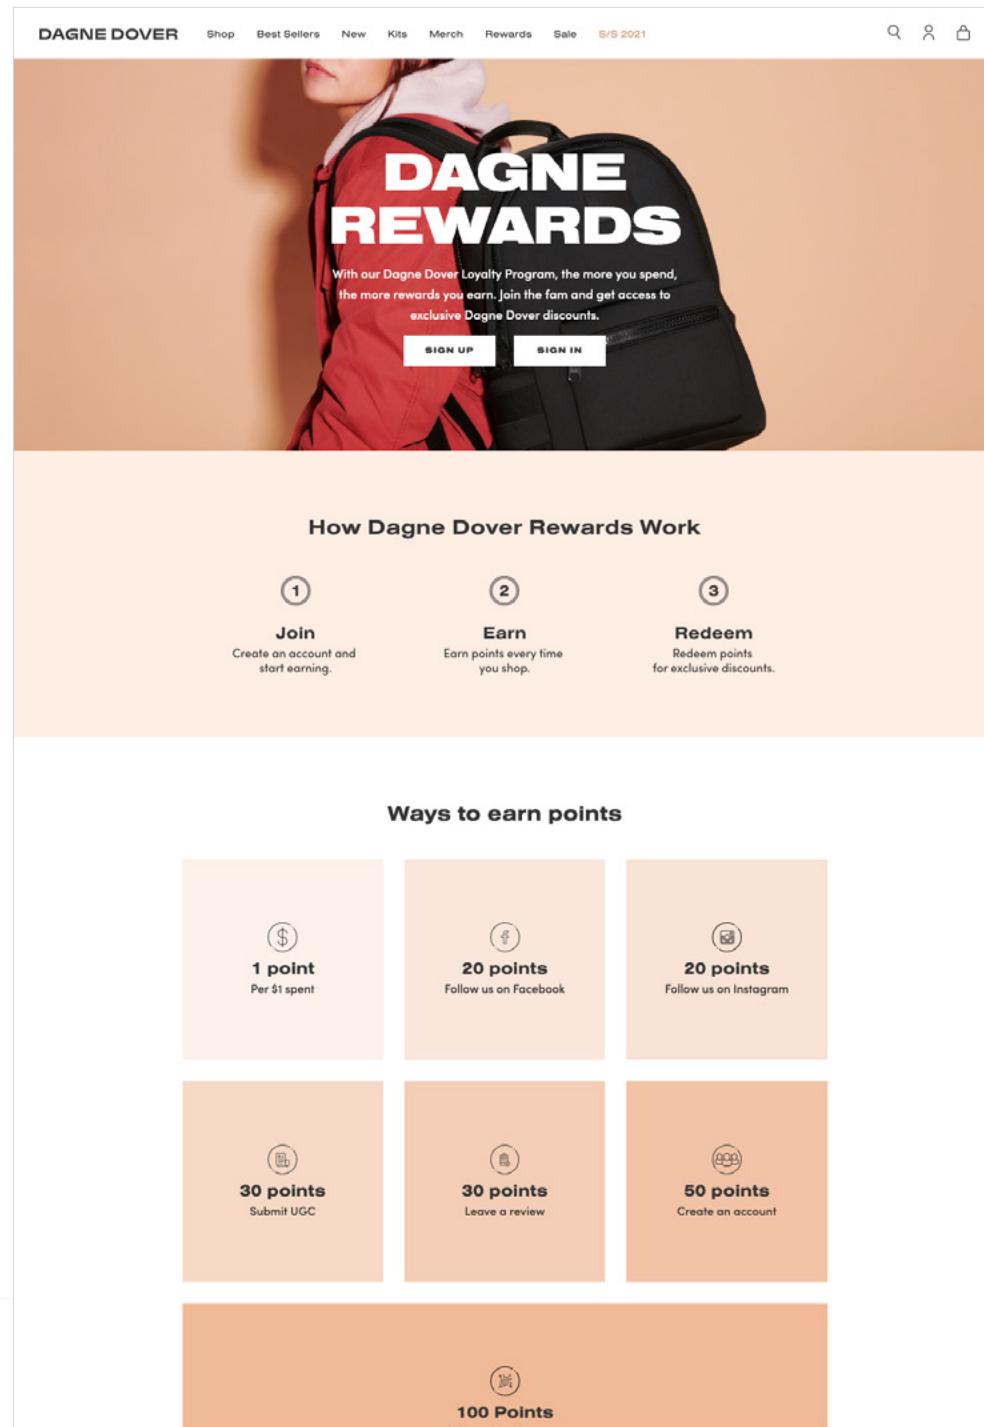 DAGNE DOVER
Shop
Best Sellers
New
Kits
Merch
Rewards
Sale
S/S 2021
DAGNE
REWARDS
With our Dagne Dover Loyalty Program, the more you spend,
the more rewards you earn. Join the fam and get access to
exclusive Dagne Dover discounts.
SIGN UP
SIGN IN
How Dagne Dover Rewards Work
1
Join
Create an account and
start earning.
2
Earn
Earn points every time
you shop.
3
Redeem
Redeem points
for exclusive discounts.
Ways to earn points
$
1 point
Per $1 spent
f
20 points
Follow us on Facebook
20 points
Follow us on Instagram
30 points
Submit UGC
30 points
Leave a review
50 points
Create an account
100 Points